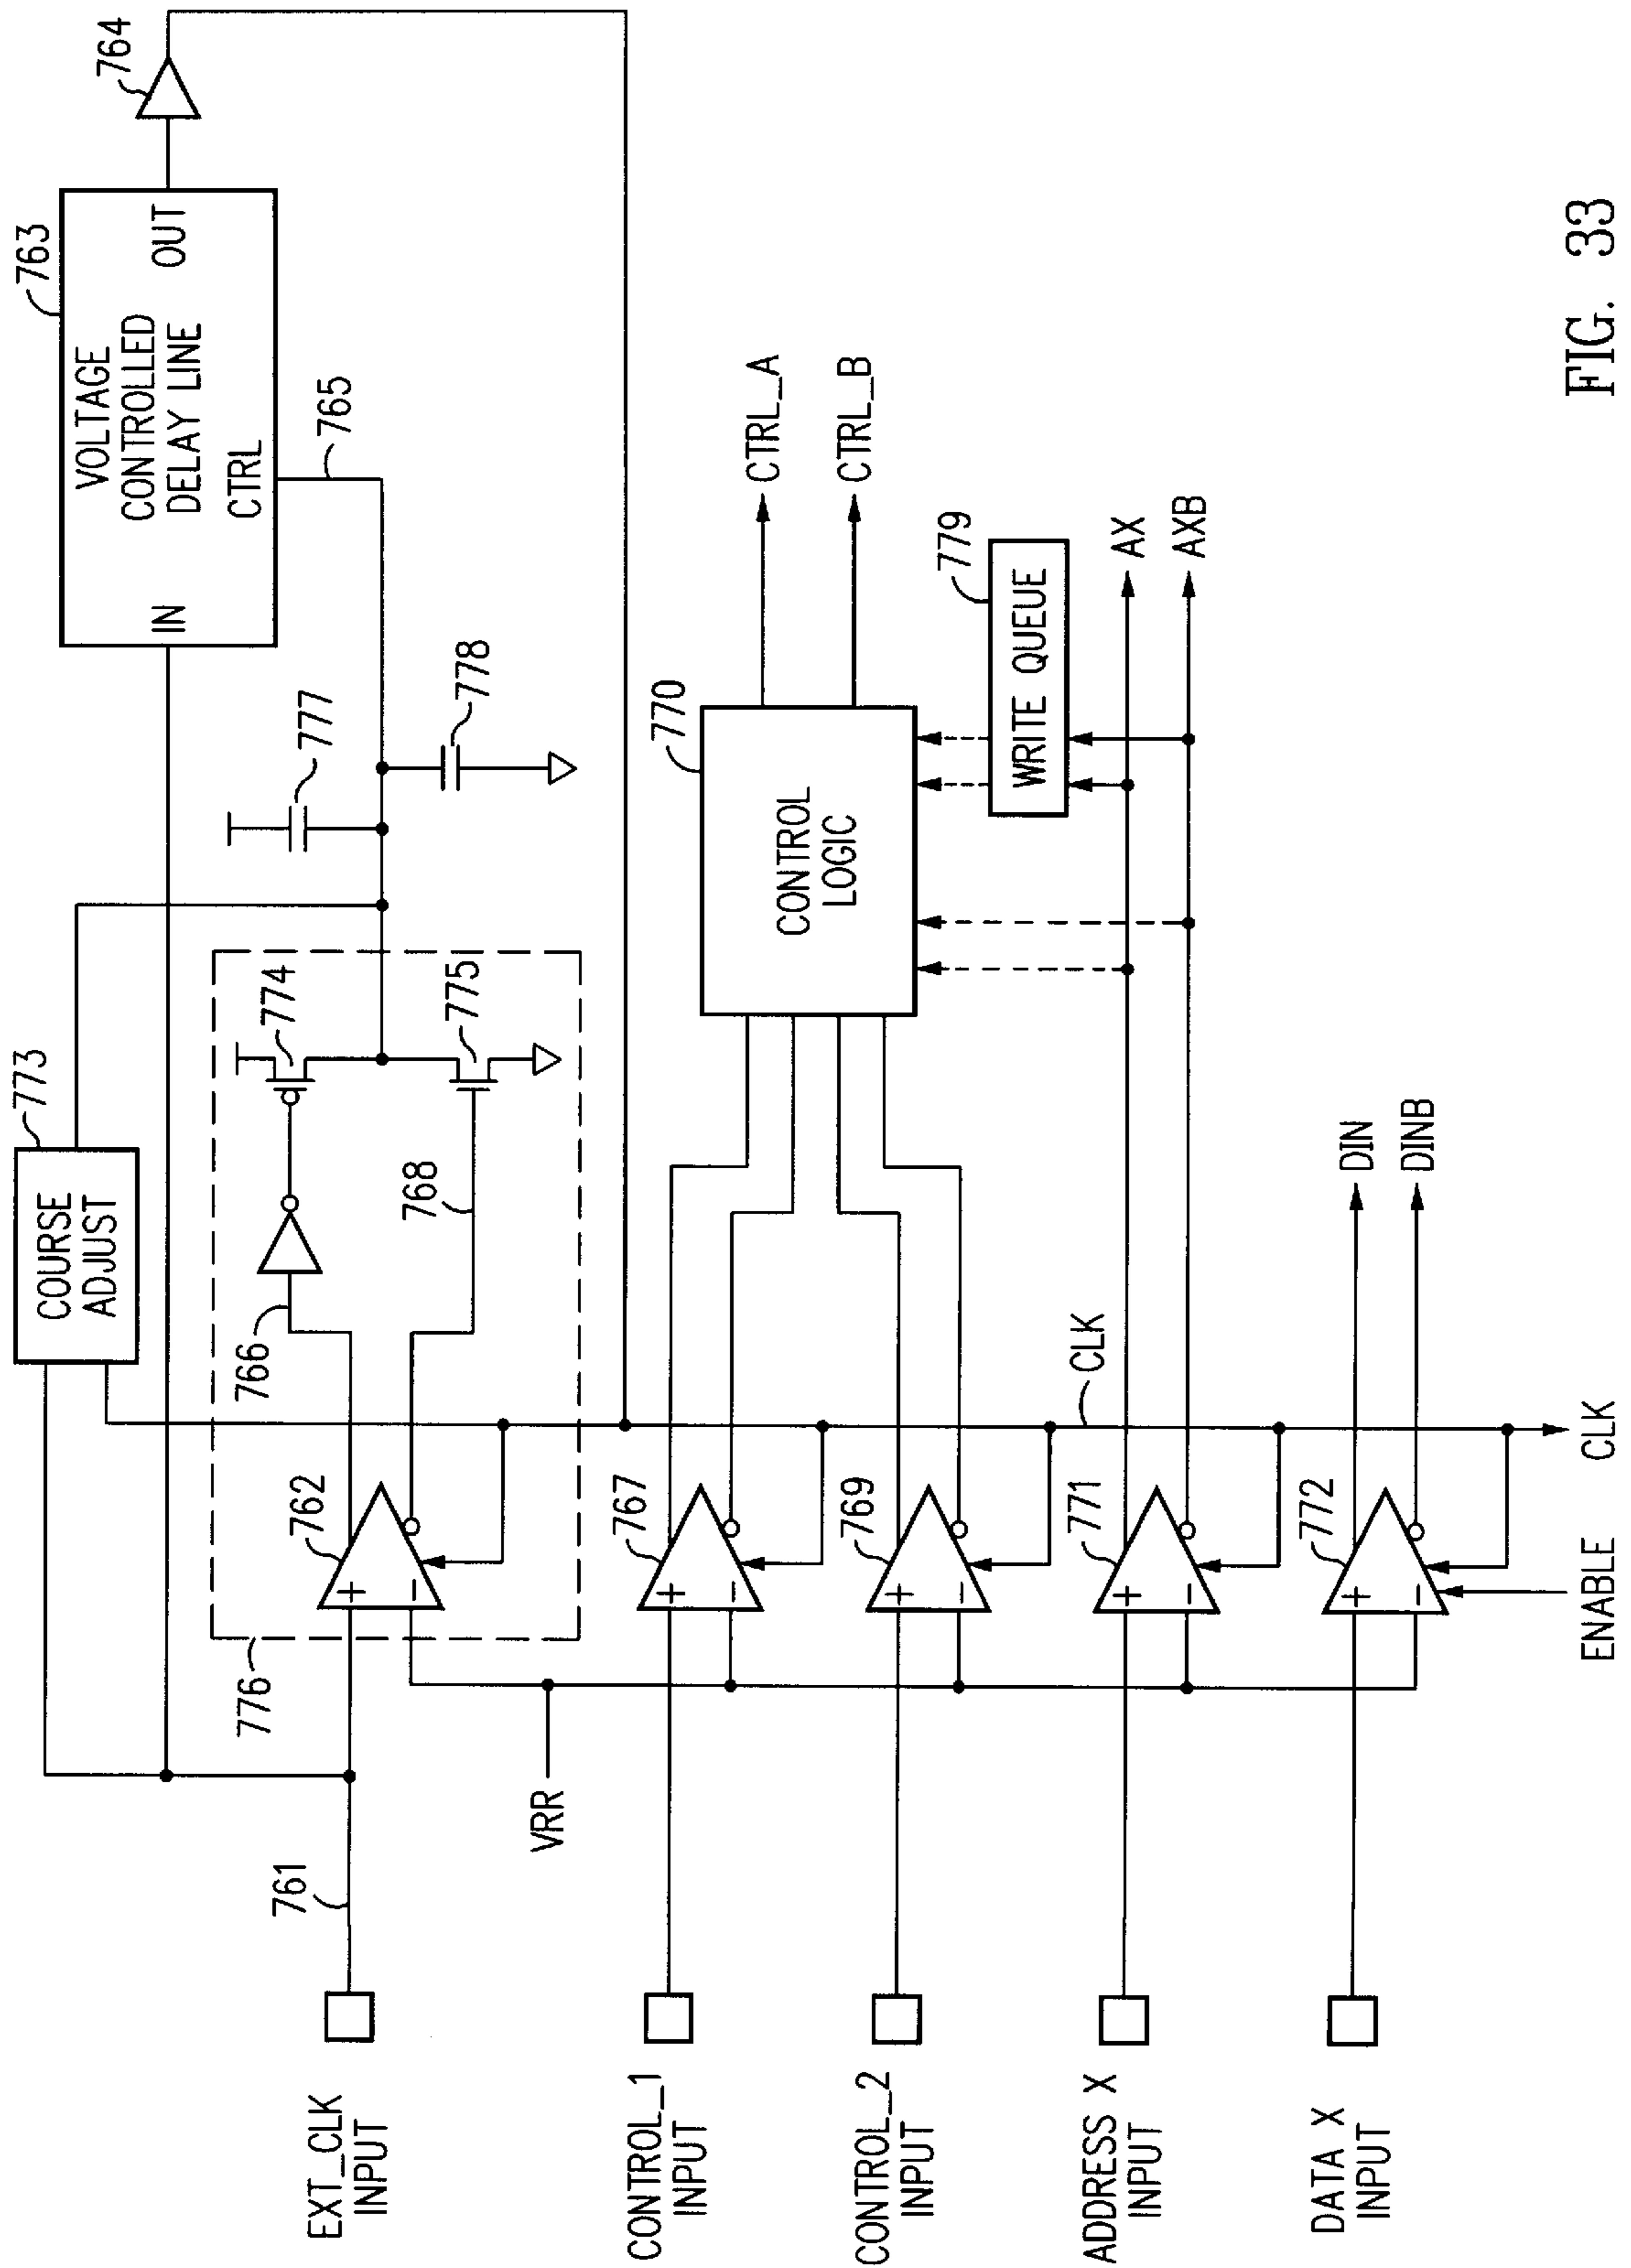 EXT_CLK
INPUT
761
776
762
766
768
774
775
773
COURSE
ADJUST
777
778
763
VOLTAGE
CONTROLLED
DELAY LINE
IN
OUT
CTRL
765
764
VRR
+
−
CONTROL_1
INPUT
767
+
−
CONTROL_2
INPUT
769
+
−
770
CONTROL
LOGIC
CTRL_A
CTRL_B
779
WRITE QUEUE
ADDRESS X
INPUT
771
+
−
CLK
AX
AXB
DATA X
INPUT
772
+
−
DIN
DINB
ENABLE
CLK
FIG. 33